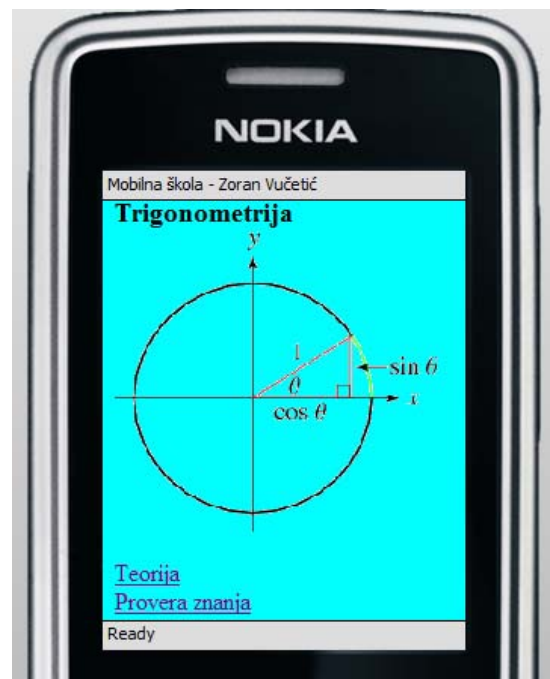 NOKIA
Mobilna škola - Zoran Vučetić
Trigonometrija
y
1
sin θ
θ
x
cos θ
Teorija
Provera znanja
Ready